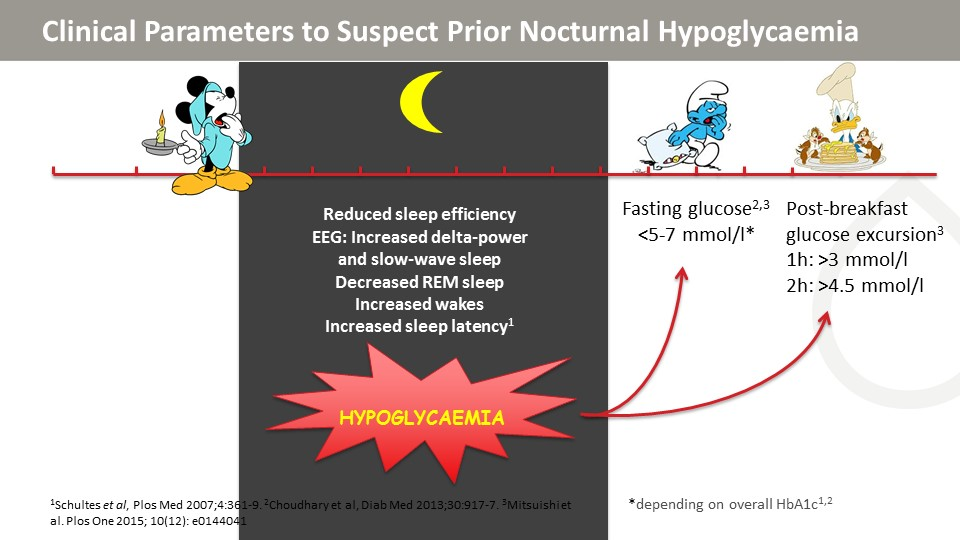 Clinical Parameters to Suspect Prior Nocturnal Hypoglycaemia
Reduced sleep efficiency
EEG: Increased delta-power
and slow-wave sleep
Decreased REM sleep
Increased wakes
Increased sleep latency1
HYPOGLYCAEMIA
Fasting glucose2,3
<5-7 mmol/l*
Post-breakfast
glucose excursion3
1h: >3 mmol/l
2h: >4.5 mmol/l
1Schultes et al, Plos Med 2007;4:361-9. 2Choudhary et al, Diab Med 2013;30:917-7. 3Mitsuishi et
al. Plos One 2015; 10(12): e0144041
*depending on overall HbA1c1,2